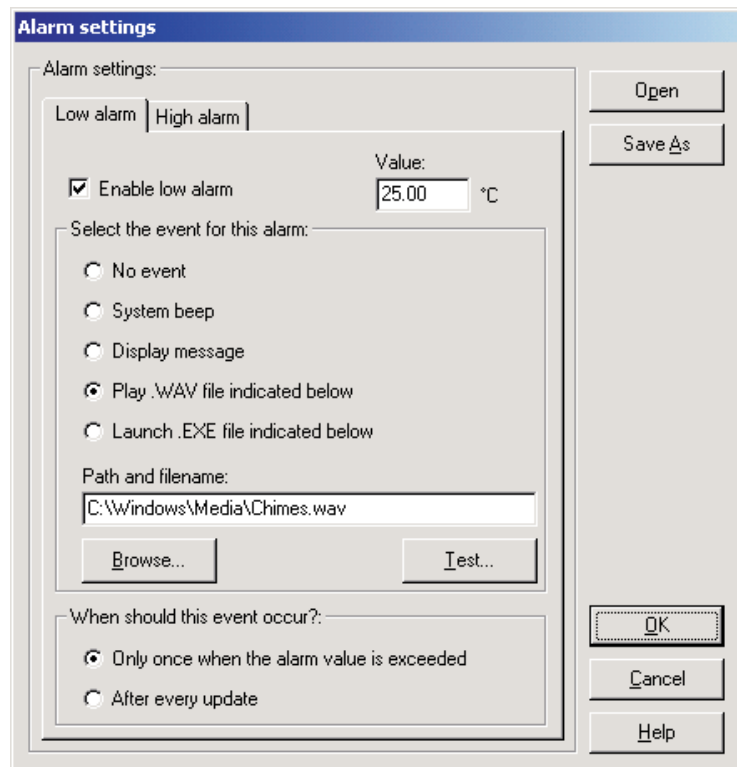 Alarm settings
Alarm settings:
Low alarm
High alarm
Enable low alarm
Value:
25.00 °C
Select the event for this alarm:
No event
System beep
Display message
Play .WAV file indicated below
Launch .EXE file indicated below
Path and filename:
C:\Windows\Media\Chimes.wav
Browse...
Test...
When should this event occur?:
Only once when the alarm value is exceeded
After every update
Open
Save As
OK
Cancel
Help